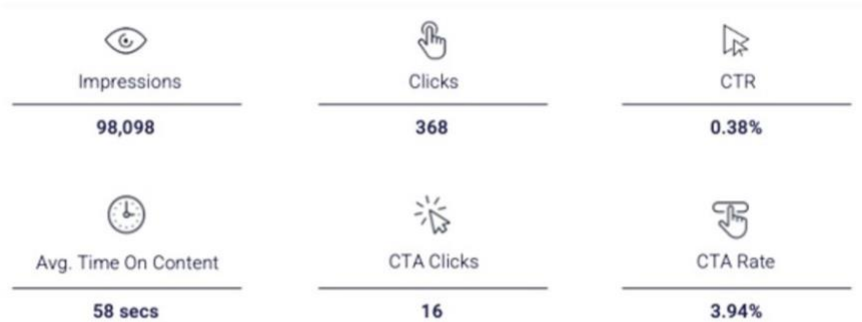 Impressions Clicks CTR
98,098 368 0.38%
Avg. Time On Content CTA Clicks CTA Rate
58 secs 16 3.94%